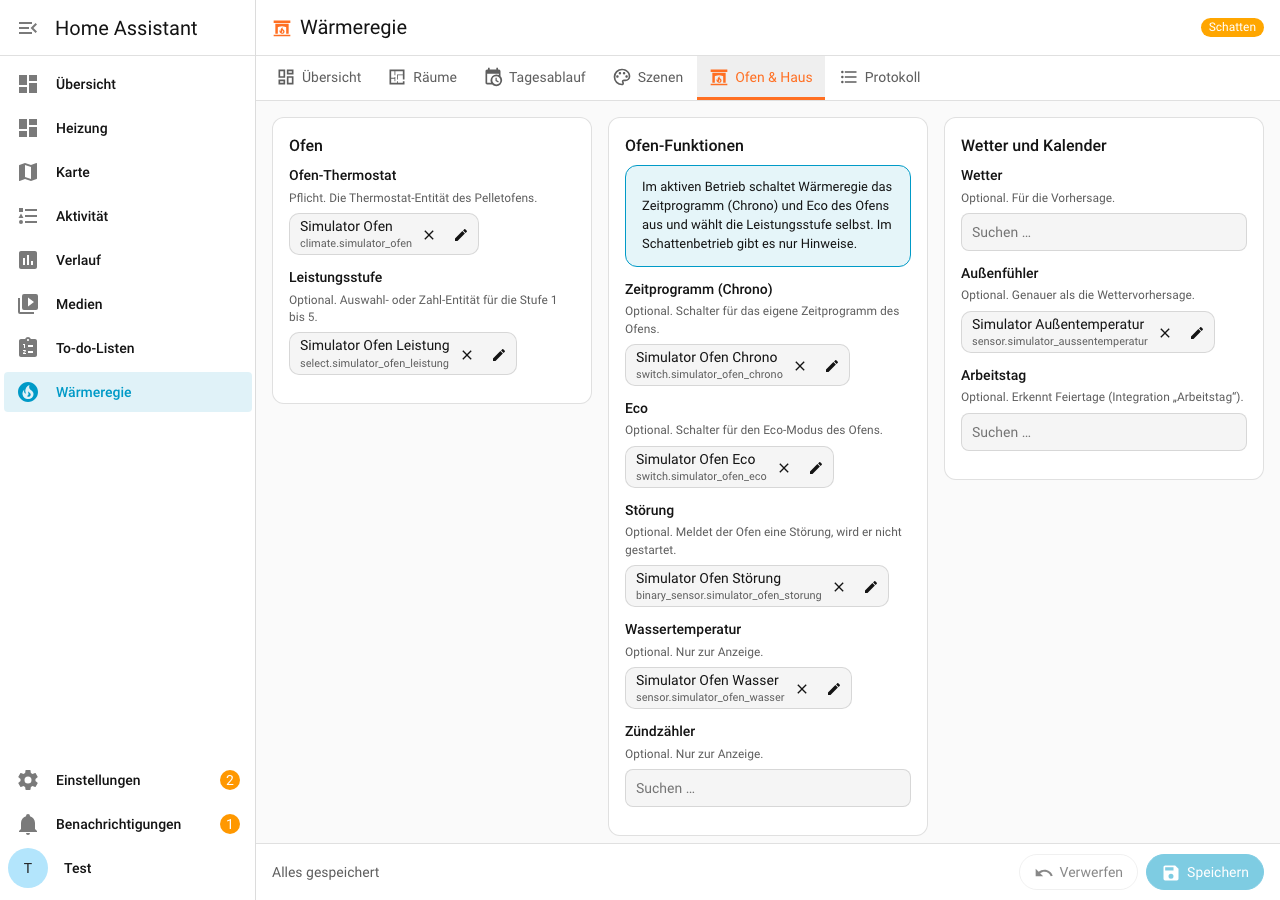 Home Assistant
Übersicht
Heizung
Karte
Aktivität
Verlauf
Medien
To-do-Listen
Wärmeregie
Einstellungen
2
Benachrichtigungen
1
T
Test
Wärmeregie
Schatten
Übersicht
Räume
Tagesablauf
Szenen
Ofen & Haus
Protokoll
Ofen
Ofen-Thermostat
Pflicht. Die Thermostat-Entität des Pelletofens.
Simulator Ofen
climate.simulator_ofen
Leistungsstufe
Optional. Auswahl- oder Zahl-Entität für die Stufe 1
bis 5.
Simulator Ofen Leistung
select.simulator_ofen_leistung
Ofen-Funktionen
Im aktiven Betrieb schaltet Wärmeregie das
Zeitprogramm (Chrono) und Eco des Ofens
aus und wählt die Leistungsstufe selbst. Im
Schattenbetrieb gibt es nur Hinweise.
Zeitprogramm (Chrono)
Optional. Schalter für das eigene Zeitprogramm des
Ofens.
Simulator Ofen Chrono
switch.simulator_ofen_chrono
Eco
Optional. Schalter für den Eco-Modus des Ofens.
Simulator Ofen Eco
switch.simulator_ofen_eco
Störung
Optional. Meldet der Ofen eine Störung, wird er nicht
gestartet.
Simulator Ofen Störung
binary_sensor.simulator_ofen_storung
Wassertemperatur
Optional. Nur zur Anzeige.
Simulator Ofen Wasser
sensor.simulator_ofen_wasser
Zündzähler
Optional. Nur zur Anzeige.
Suchen …
Wetter und Kalender
Wetter
Optional. Für die Vorhersage.
Suchen …
Außenfühler
Optional. Genauer als die Wettervorhersage.
Simulator Außentemperatur
sensor.simulator_aussentemperatur
Arbeitstag
Optional. Erkennt Feiertage (Integration „Arbeitstag“).
Suchen …
Alles gespeichert
Verwerfen
Speichern